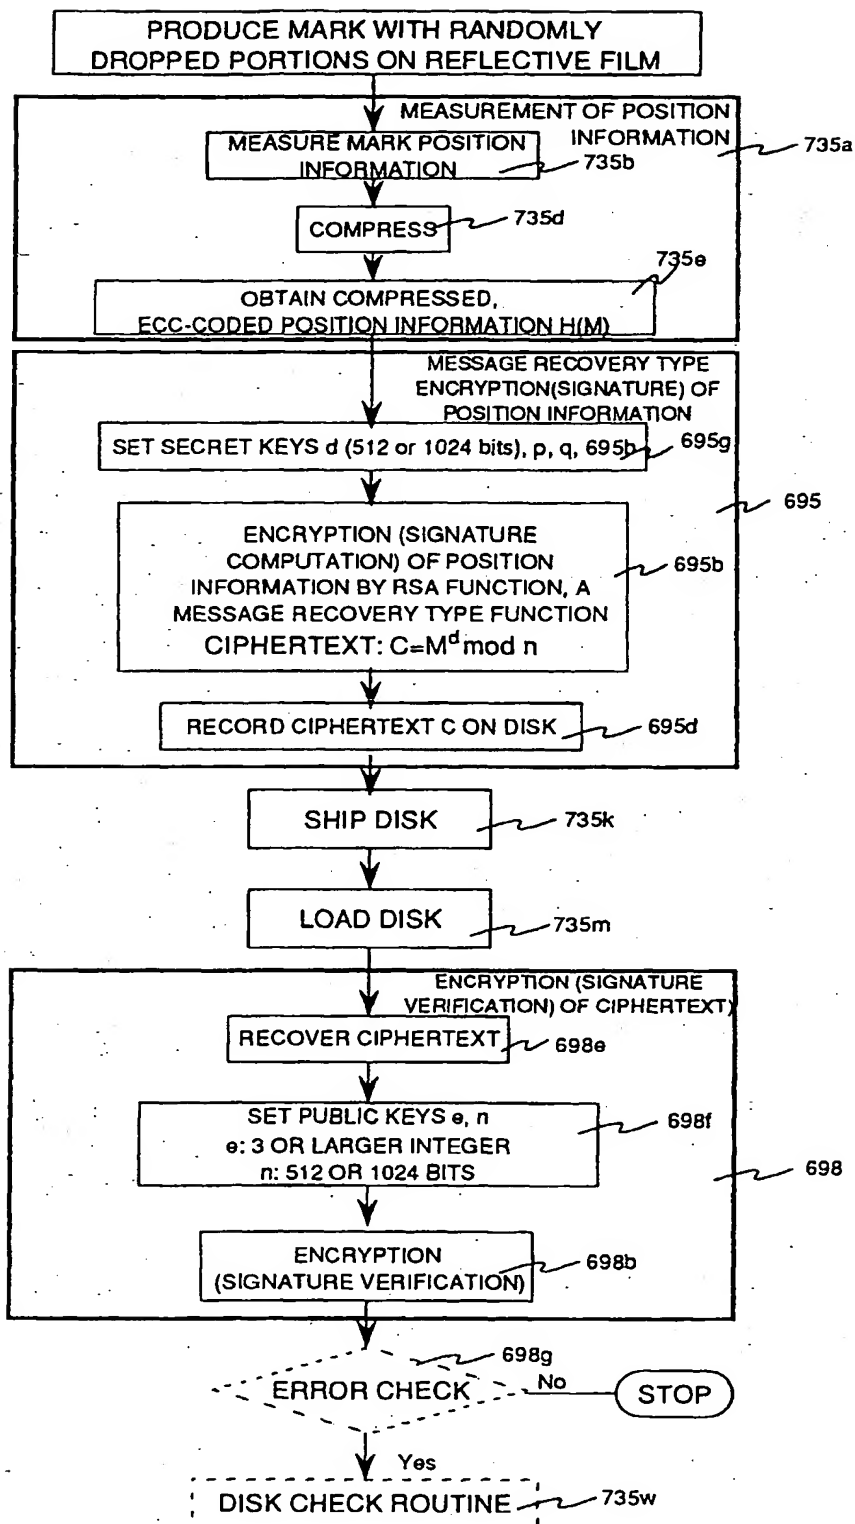 PRODUCE MARK WITH RANDOMLY
DROPPED PORTIONS ON REFLECTIVE FILM
MEASUREMENT OF POSITION
INFORMATION
735a
MEASURE MARK POSITION
INFORMATION
735b
COMPRESS
735d
735e
OBTAIN COMPRESSED,
ECC-CODED POSITION INFORMATION H(M)
MESSAGE RECOVERY TYPE
ENCRYPTION(SIGNATURE) OF
POSITION INFORMATION
SET SECRET KEYS d (512 or 1024 bits), p, q, 695b
695g
695
ENCRYPTION (SIGNATURE
COMPUTATION) OF POSITION
INFORMATION BY RSA FUNCTION, A
MESSAGE RECOVERY TYPE FUNCTION
CIPHERTEXT: C=M^d mod n
695b
RECORD CIPHERTEXT C ON DISK
695d
SHIP DISK
735k
LOAD DISK
735m
ENCRYPTION (SIGNATURE
VERIFICATION) OF CIPHERTEXT)
RECOVER CIPHERTEXT
698e
SET PUBLIC KEYS e, n
e: 3 OR LARGER INTEGER
n: 512 OR 1024 BITS
698f
698
ENCRYPTION
(SIGNATURE VERIFICATION)
698b
698g
ERROR CHECK
No
STOP
Yes
DISK CHECK ROUTINE
735w